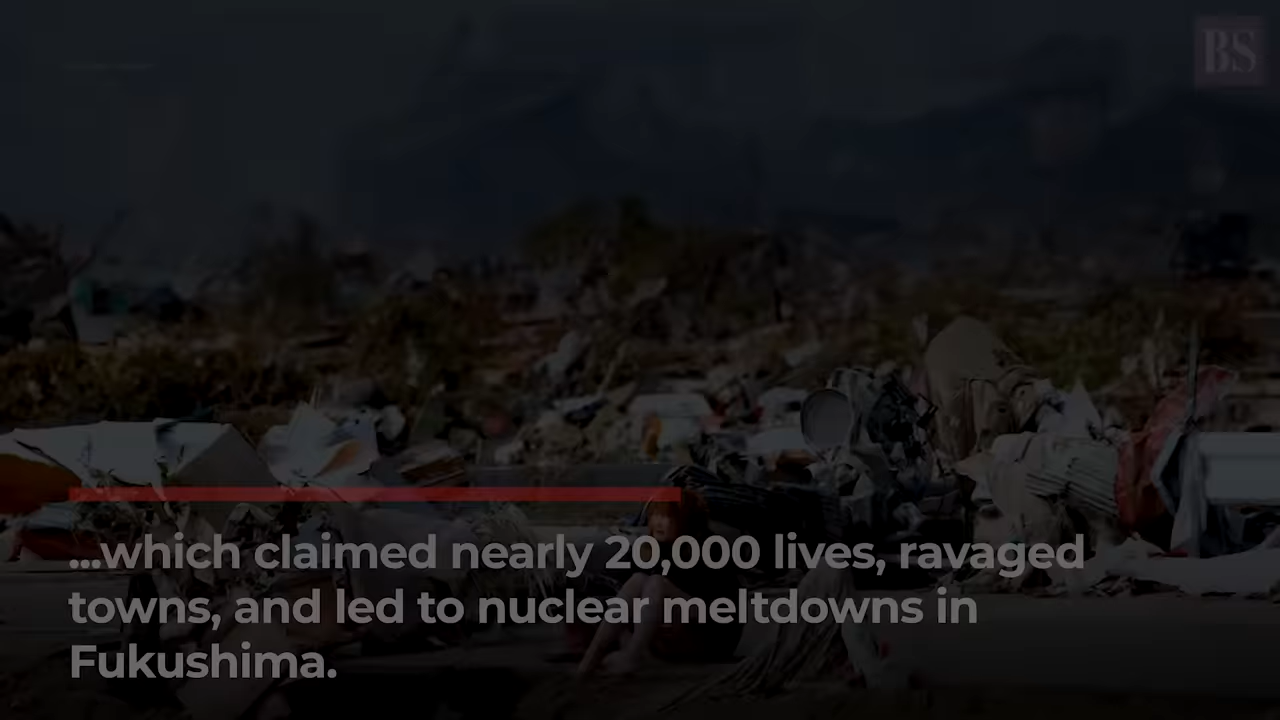 BS
...which claimed nearly 20,000 lives, ravaged
towns, and led to nuclear meltdowns in
Fukushima.